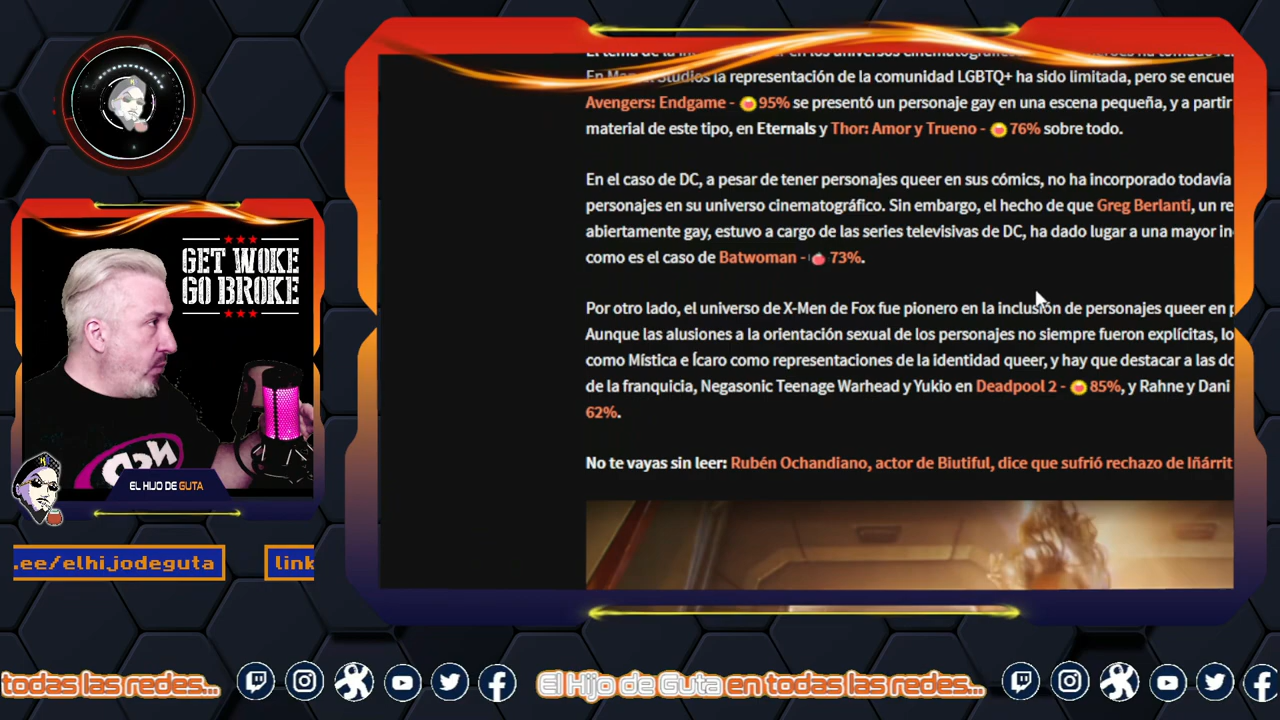 GET WOKE
GO BROKE
EL HIJO DE GUTA
.ee/elhijodeguta
link
El tema de la en los universos
En Studios la representación de la comunidad LGBTQ+ ha sido limitada, pero se
Avengers: Endgame - 95% se presentó un personaje gay en una escena pequeña, y a partir
material de este tipo, en Eternals y Thor: Amor y Trueno - 76% sobre todo.
En el caso de DC, a pesar de tener personajes queer en sus cómics, no ha incorporado todavía
personajes en su universo cinematográfico. Sin embargo, el hecho de que Greg Berlanti, un re
abiertamente gay, estuvo a cargo de las series televisivas de DC, ha dado lugar a una mayor in
como es el caso de Batwoman - 73%.
Por otro lado, el universo de X-Men de Fox fue pionero en la inclusión de personajes queer en p
Aunque las alusiones a la orientación sexual de los personajes no siempre fueron explícitas, lo
como Mística e Ícaro como representaciones de la identidad queer, y hay que destacar a las do
de la franquicia, Negasonic Teenage Warhead y Yukio en Deadpool 2 - 85%, y Rahne y Dani
62%.
No te vayas sin leer: Rubén Ochandiano, actor de Biutiful, dice que sufrió rechazo de Iñárrit
todas las redes...
El Hijo de Guta en todas las redes...